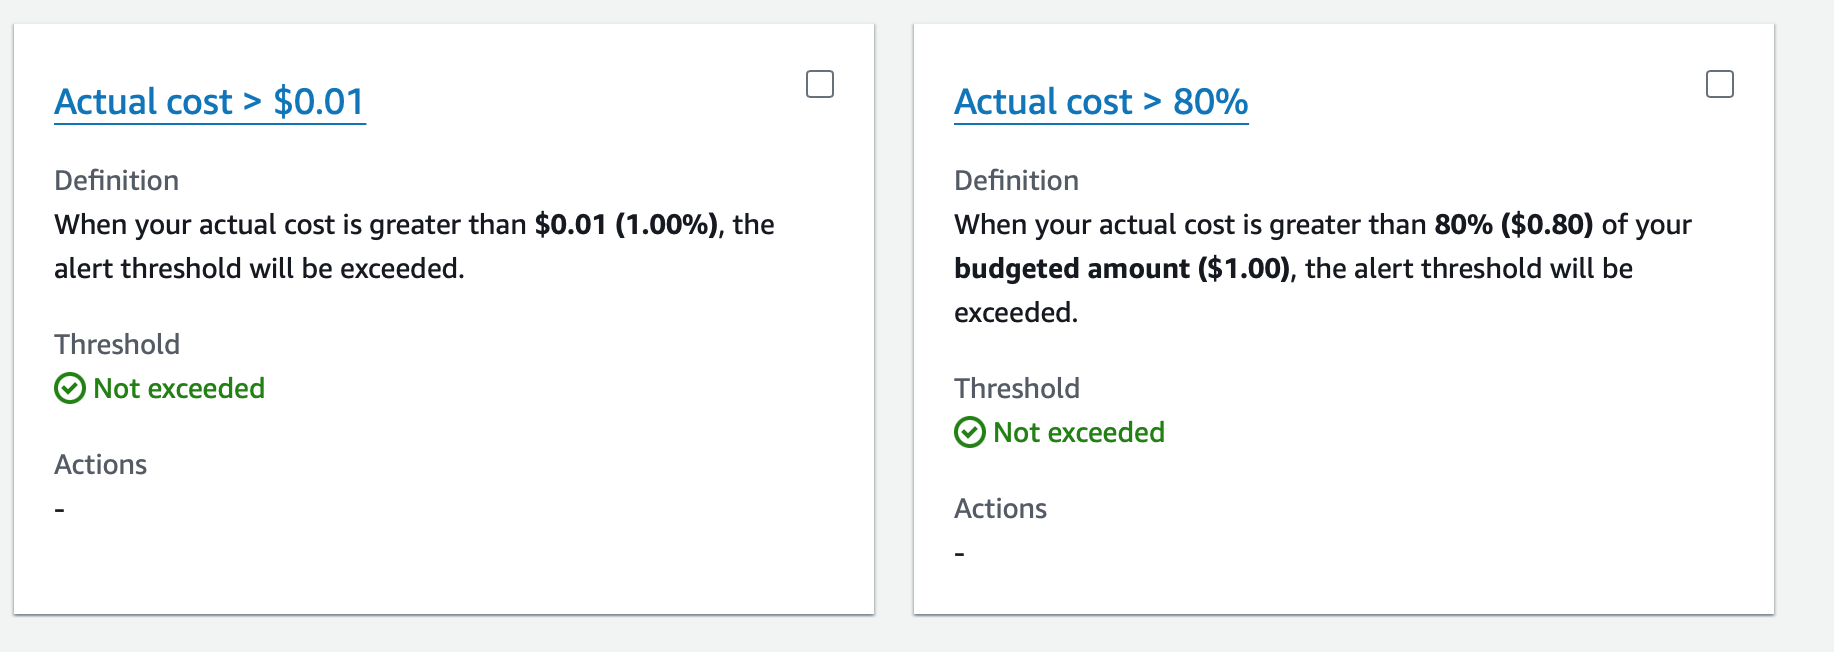 Actual cost > $0.01
Definition
When your actual cost is greater than $0.01 (1.00%), the
alert threshold will be exceeded.
Threshold
Not exceeded
Actions
-
Actual cost > 80%
Definition
When your actual cost is greater than 80% ($0.80) of your
budgeted amount ($1.00), the alert threshold will be
exceeded.
Threshold
Not exceeded
Actions
-